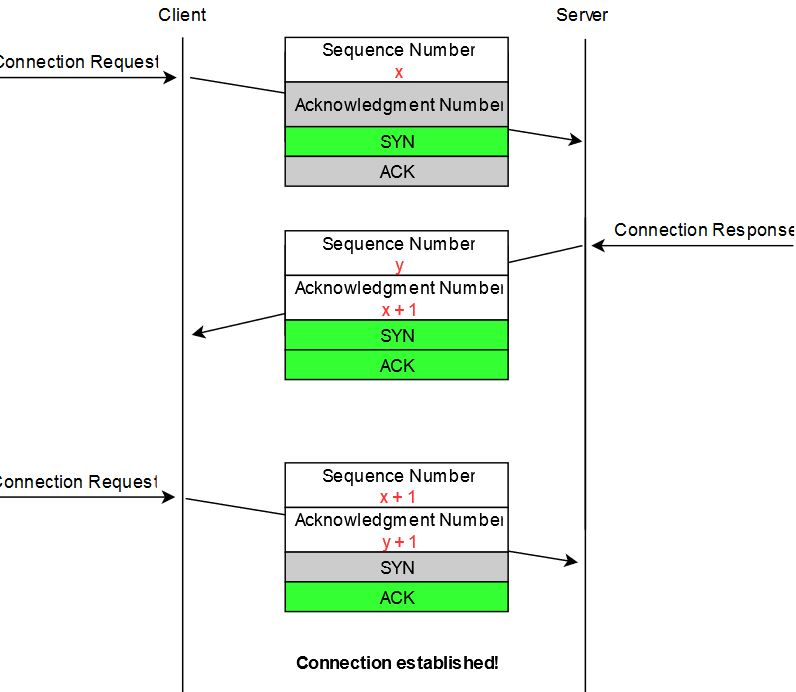 Client
Server
Connection Request
Sequence Number
x
Acknowledgment Number
SYN
ACK
Connection Response
Sequence Number
y
Acknowledgment Number
x + 1
SYN
ACK
Connection Request
Sequence Number
x + 1
Acknowledgment Number
y + 1
SYN
ACK
Connection established!